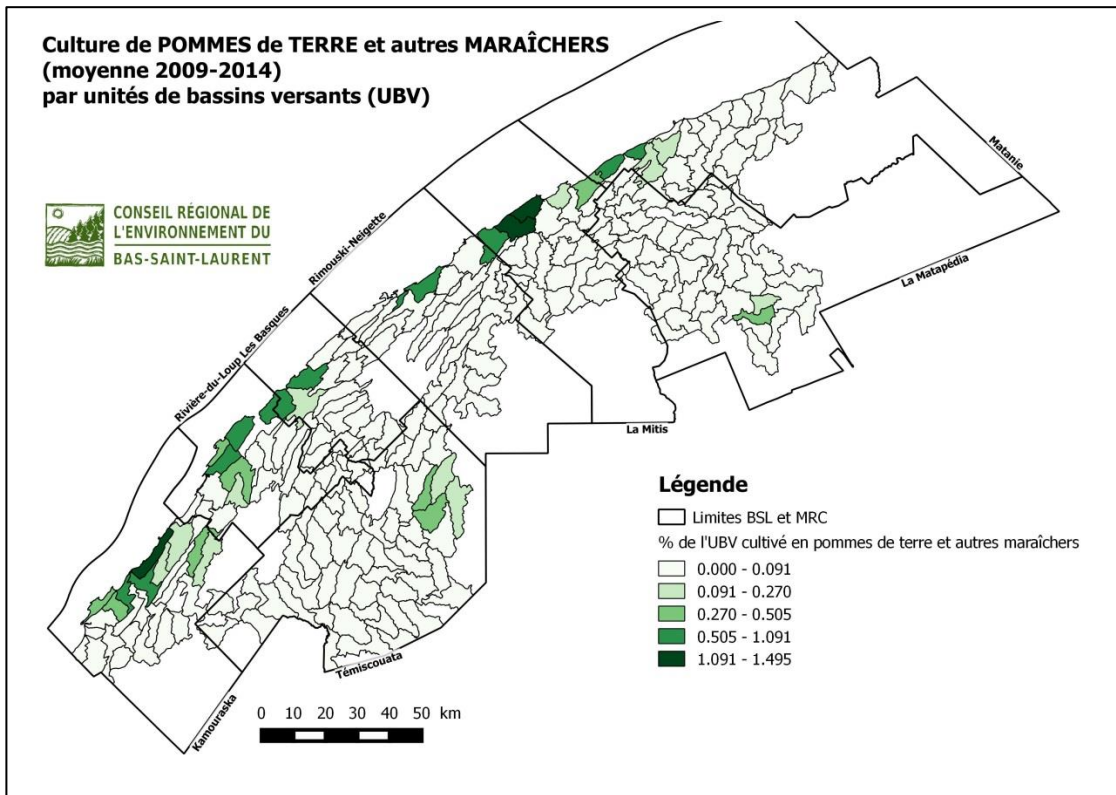 Culture de POMMES de TERRE et autres MARAÎCHERS
(moyenne 2009-2014)
par unités de bassins versants (UBV)
CONSEIL RÉGIONAL DE
L'ENVIRONNEMENT DU
BAS-SAINT-LAURENT
Matanie
La Matapédia
Rimouski-Neigette
Rivière-du-Loup Les Basques
La Mitis
Témiscouata
Kamouraska
Légende
Limites BSL et MRC
% de l'UBV cultivé en pommes de terre et autres maraîchers
0.000 - 0.091
0.091 - 0.270
0.270 - 0.505
0.505 - 1.091
1.091 - 1.495
0 10 20 30 40 50 km